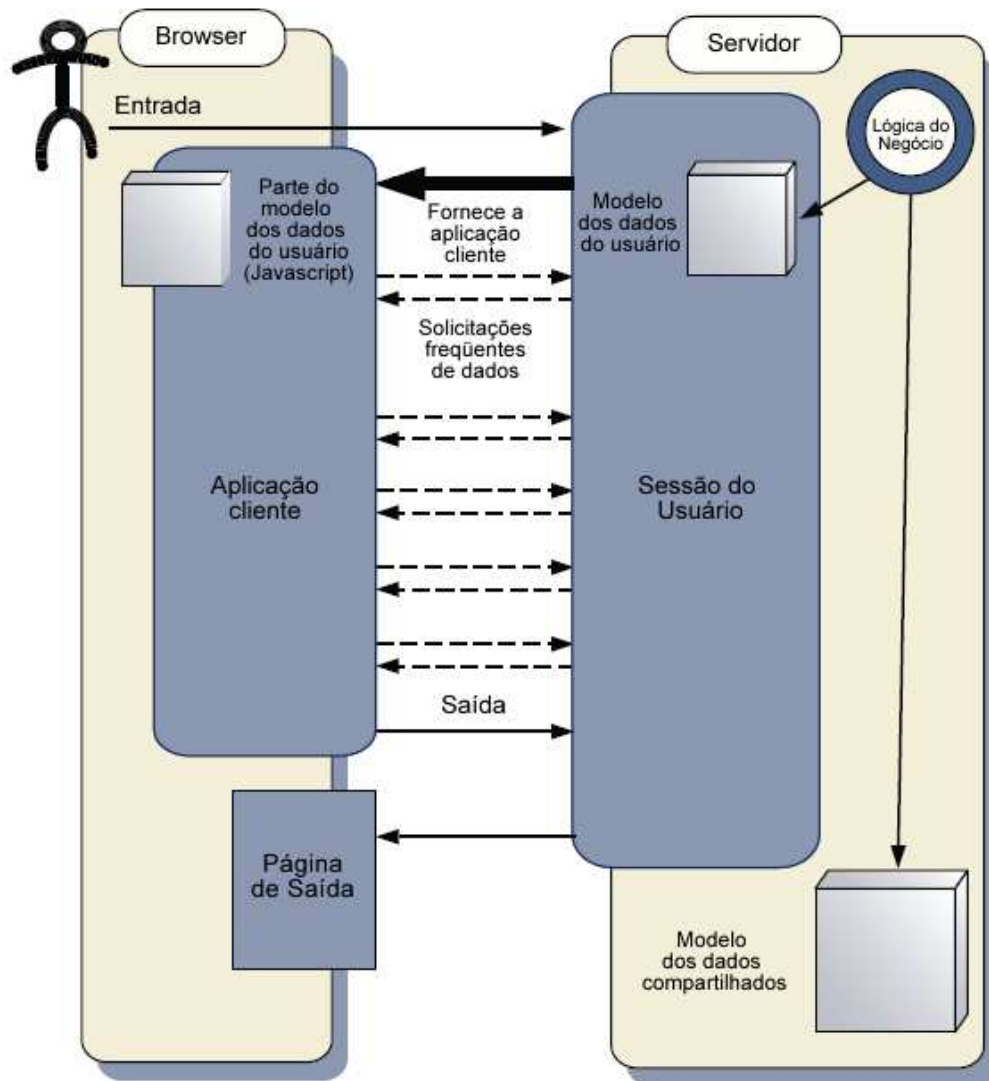 Browser
Servidor
Entrada
Lógica do
Negócio
Parte do
modelo
dos dados
do usuário
(Javascript)
Fornece a
aplicação
cliente
Modelo
dos dados
do usuário
Solicitações
freqüentes
de dados
Aplicação
cliente
Sessão do
Usuário
Saída
Página
de Saída
Modelo
dos dados
compartilhados